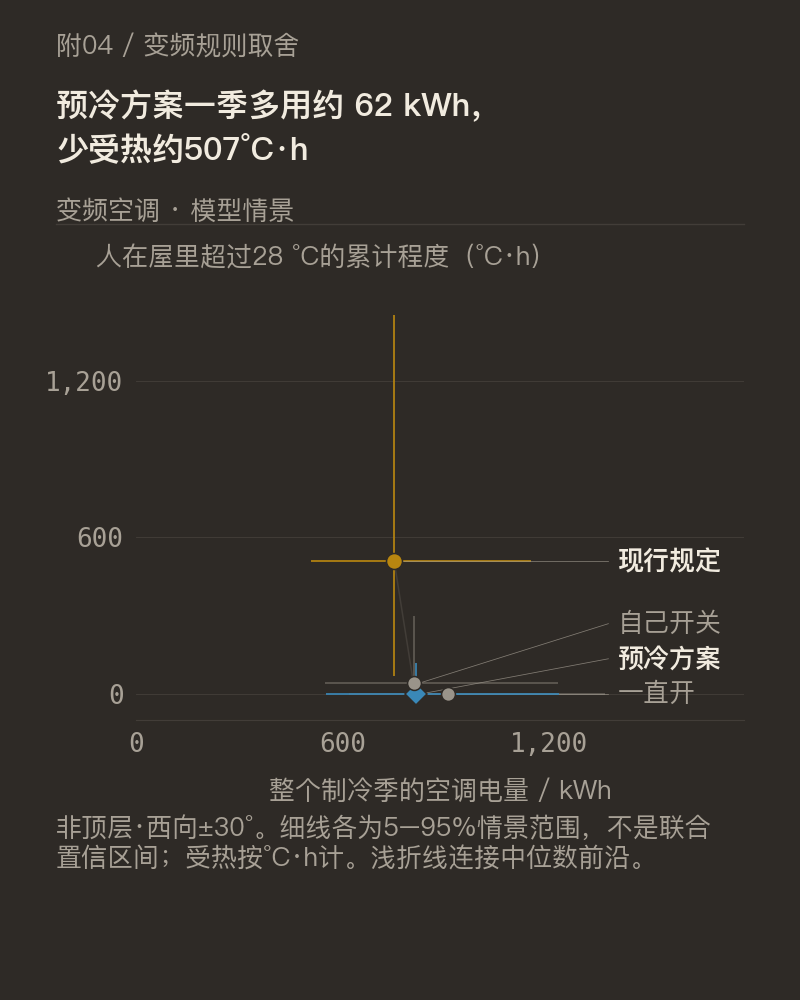 附04 / 变频规则取舍
预冷方案一季多用约 62 kWh，
少受热约507°C·h
变频空调 · 模型情景
人在屋里超过28 °C的累计程度（°C·h）
1,200
600
现行规定
自己开关
预冷方案
0
一直开
0
600
1,200
整个制冷季的空调电量 / kWh
非顶层·西向±30°。细线各为5—95%情景范围，不是联合
置信区间；受热按°C·h计。浅折线连接中位数前沿。